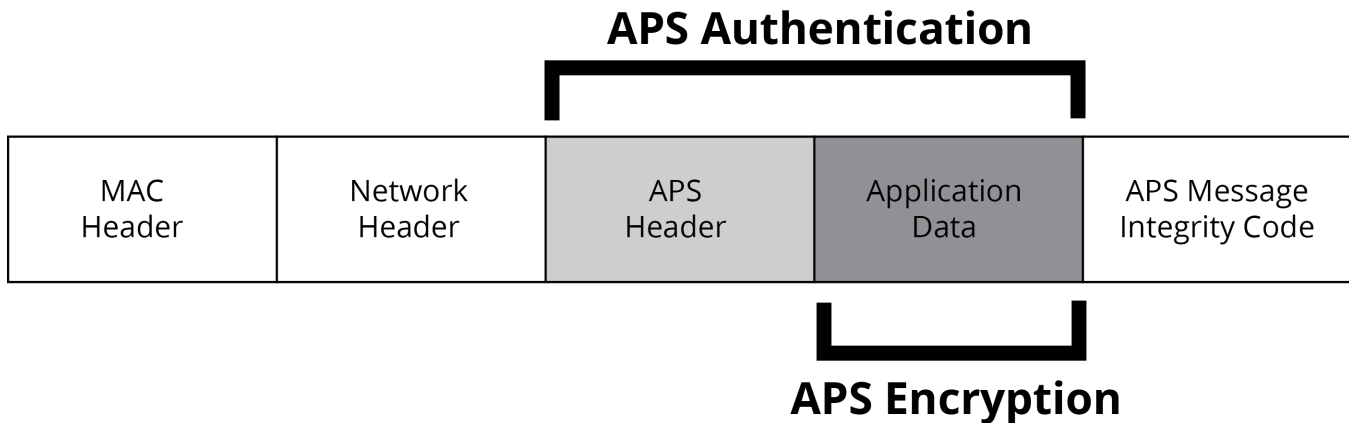 APS Authentication
MAC
Header
Network
Header
APS
Header
Application
Data
APS Message
Integrity Code
APS Encryption